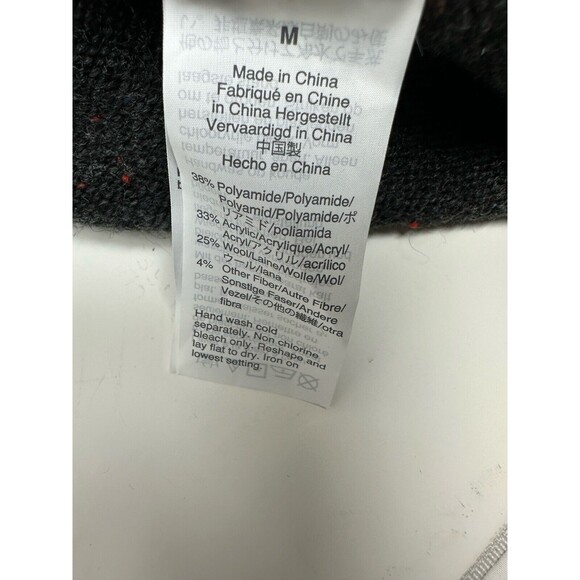 M
Made in China
Fabriqué en Chine
in China Hergestellt
Vervaardigd in China
中国製
Hecho en China
38% Polyamide/Polyamide/
Polyamid/Polyamide/ポ
リアミド/poliamida
33% Acrylic/Acrylique/Acryl/
Acryl/アクリル/acrílico
25% Wool/Laine/Wolle/Wol/
ウール/lana
4% Other Fiber/Autre Fibre/
Sonstige Faser/Andere
Vezel/その他の繊維/otra
fibra
Hand wash cold
separately. Non chlorine
bleach only. Reshape and
lay flat to dry. Iron on
lowest setting.